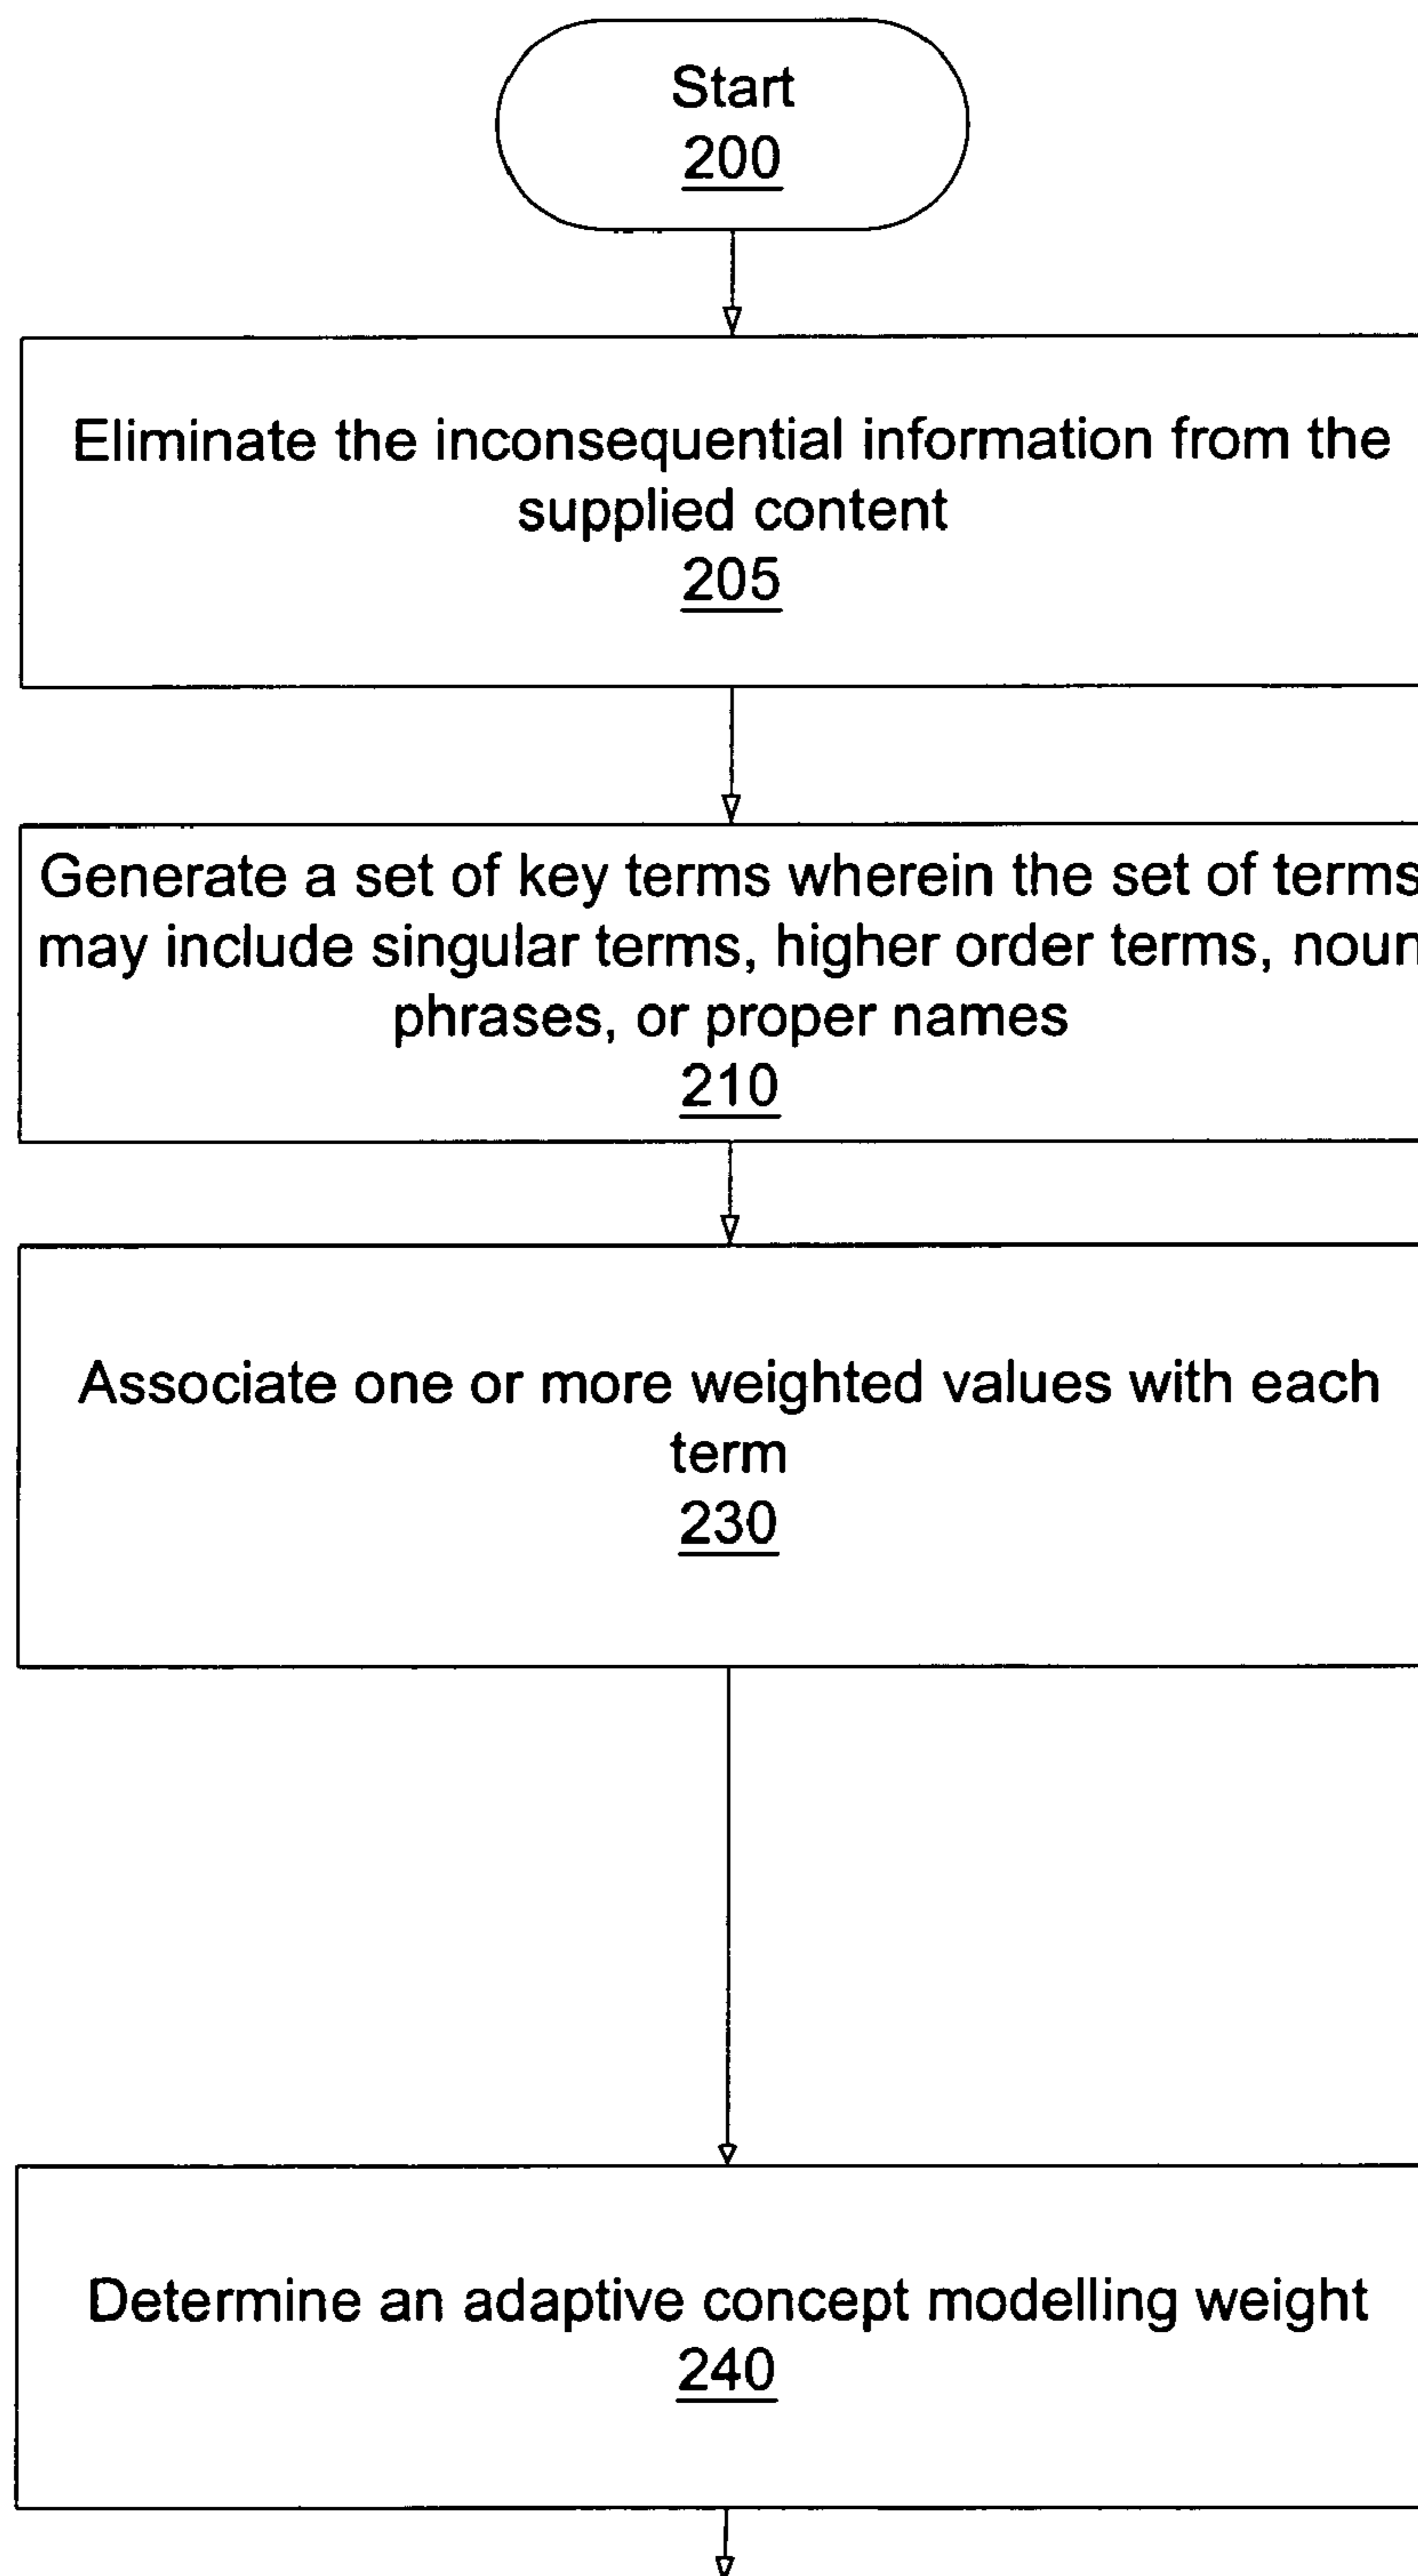 Start
200
Eliminate the inconsequential information from the
supplied content
205
Generate a set of key terms wherein the set of terms
may include singular terms, higher order terms, noun
phrases, or proper names
210
Associate one or more weighted values with each
term
230
Determine an adaptive concept modelling weight
240